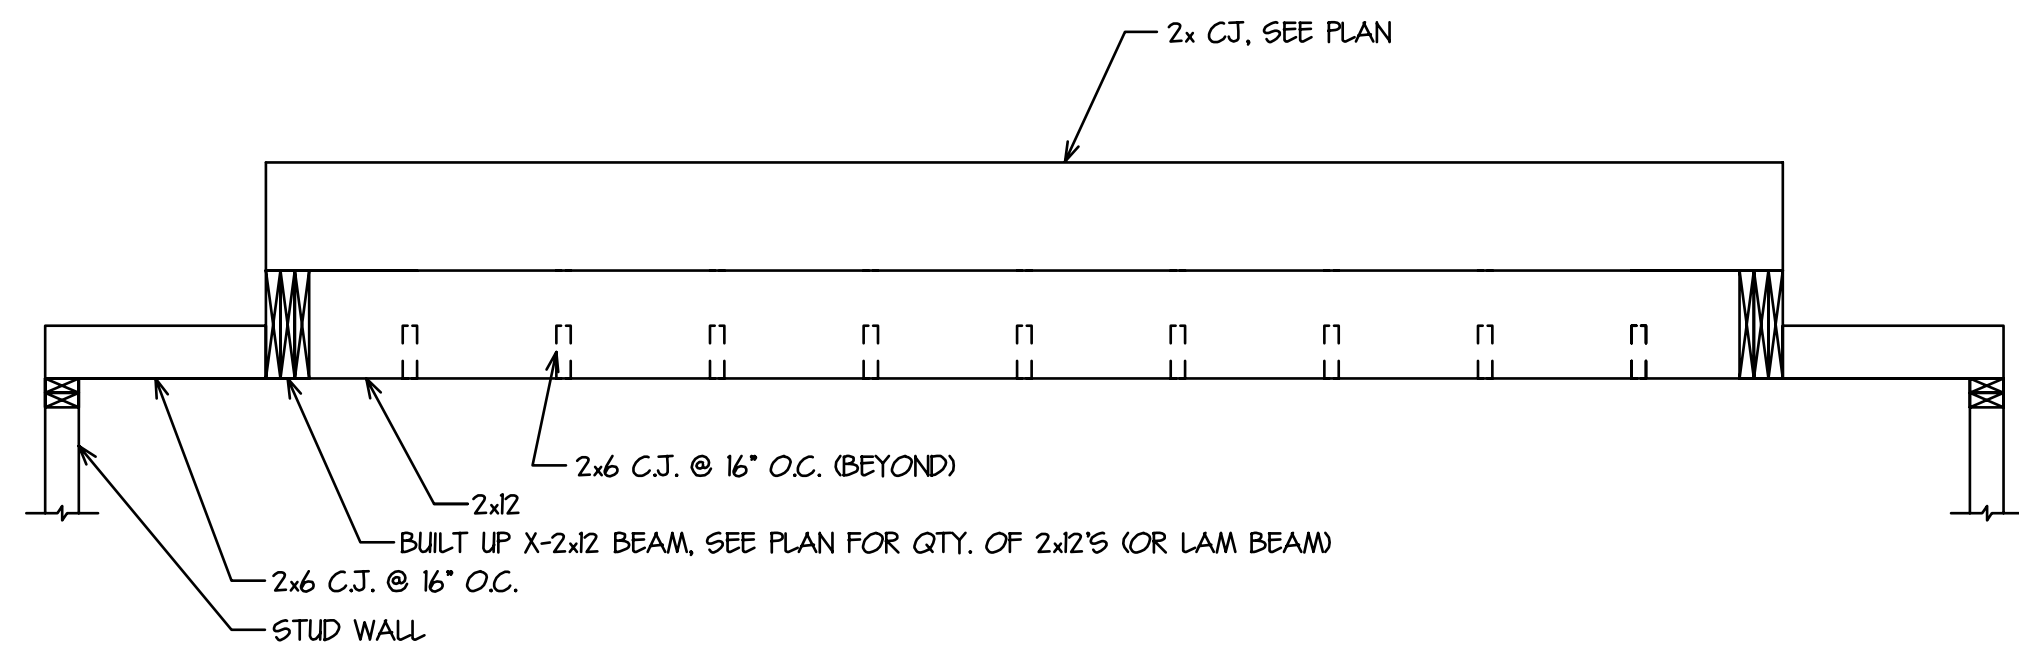 2x CJ, SEE PLAN
2x6 C.J. @ 16" O.C. (BEYOND)
2x12
BUILT UP X-2x12 BEAM, SEE PLAN FOR QTY. OF 2x12'S (OR LAM BEAM)
2x6 C.J. @ 16" O.C.
STUD WALL